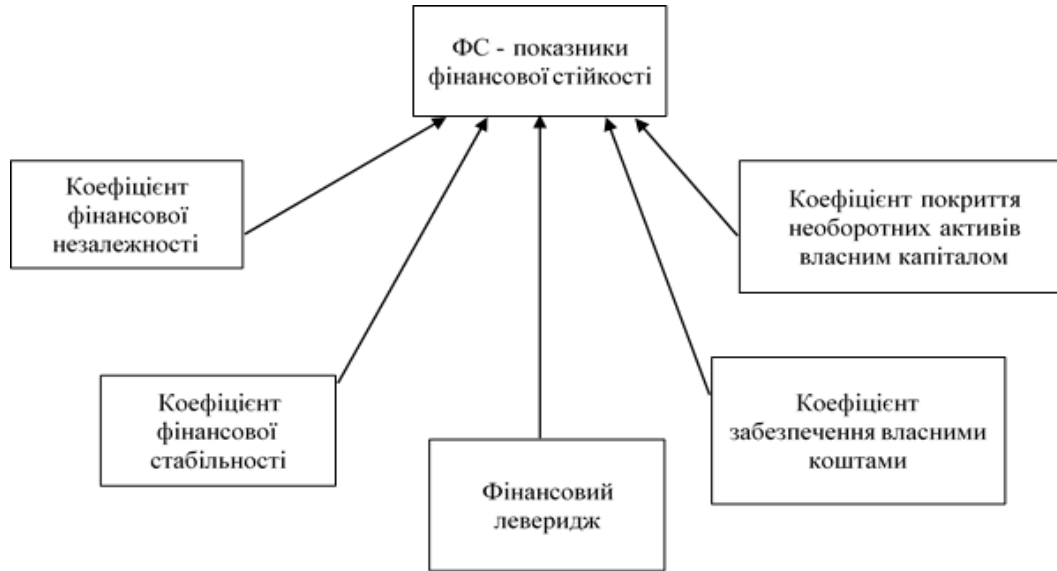 ФС - показники
фінансової стійкості
Коефіцієнт
фінансової
незалежності
Коефіцієнт покриття
необоротних активів
власним капіталом
Коефіцієнт
фінансової
стабільності
Коефіцієнт
забезпечення власними
коштами
Фінансовий
леверидж